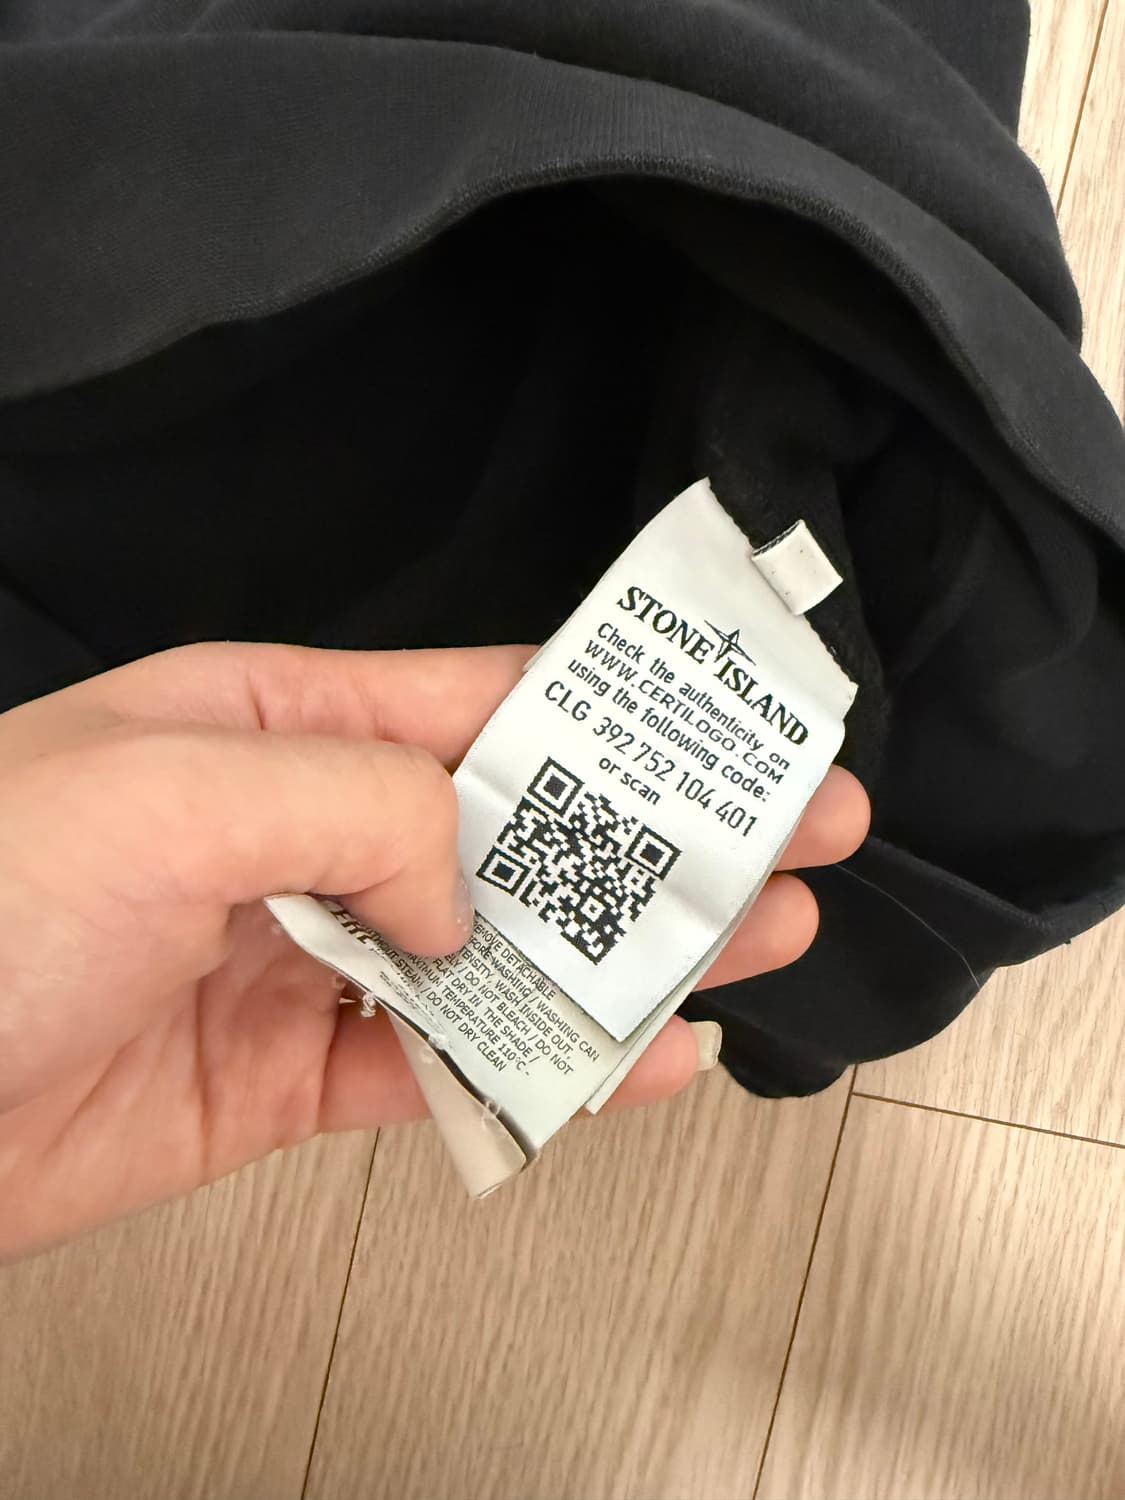 STONE ISLAND
Check the authenticity on
WWW.CERTILOGO.COM
using the following code:
CLG 392 752 104 401
or scan
REMOVE DETACHABLE
BEFORE WASHING / WASHING CAN
WASH INSIDE OUT.
/ DO NOT BLEACH / DO NOT
FLAT DRY IN THE SHADE /
MAXIMUM TEMPERATURE 110°C -
WITHOUT STEAM / DO NOT DRY CLEAN